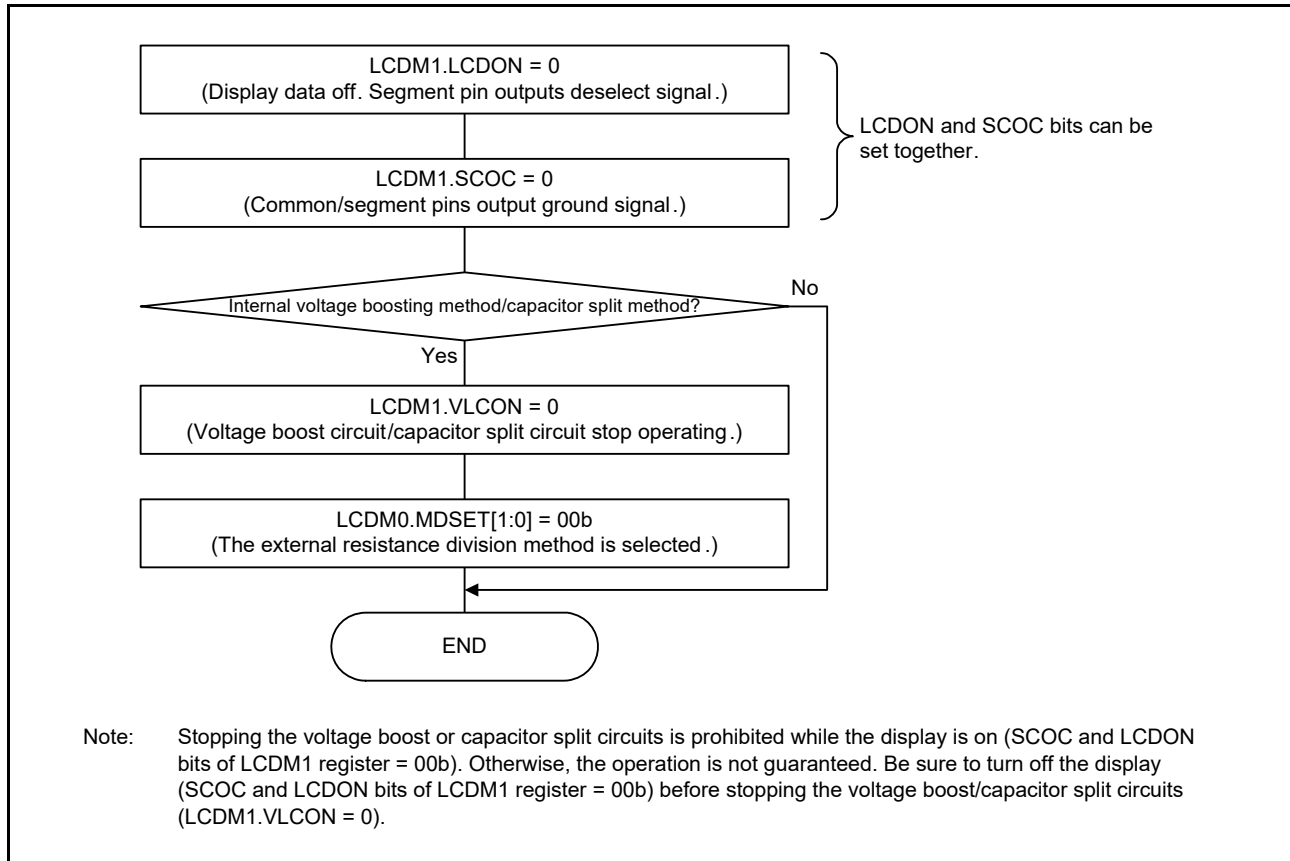 LCDM1.LCDON = 0
(Display data off. Segment pin outputs deselect signal.)
LCDON and SCOC bits can be
set together.
LCDM1.SCOC = 0
(Common/segment pins output ground signal.)
Internal voltage boosting method/capacitor split method?
No
Yes
LCDM1.VLCON = 0
(Voltage boost circuit/capacitor split circuit stop operating.)
LCDM0.MDSET[1:0] = 00b
(The external resistance division method is selected.)
END
Note: Stopping the voltage boost or capacitor split circuits is prohibited while the display is on (SCOC and LCDON
bits of LCDM1 register = 00b). Otherwise, the operation is not guaranteed. Be sure to turn off the display
(SCOC and LCDON bits of LCDM1 register = 00b) before stopping the voltage boost/capacitor split circuits
(LCDM1.VLCON = 0).